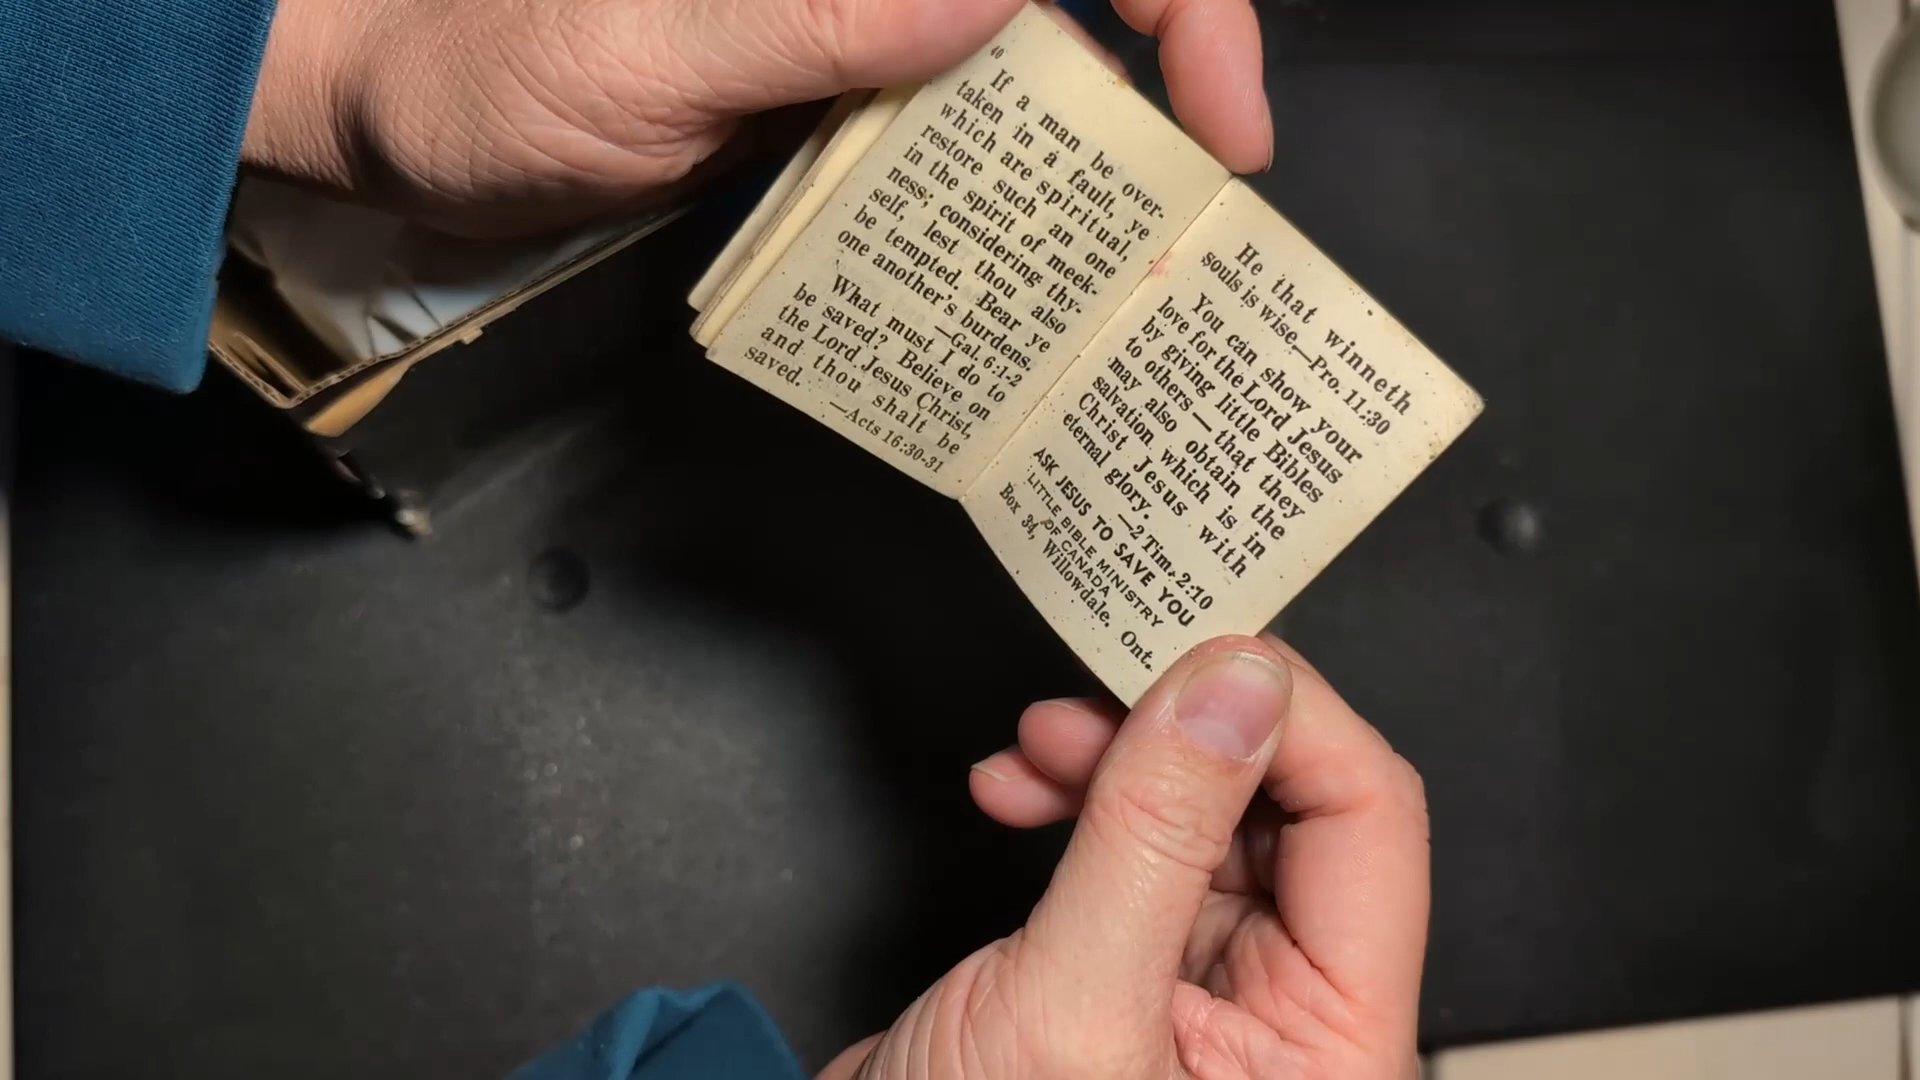 40
If a man be over-
taken in a fault, ye
which are spiritual,
restore such an one
in the spirit of meek-
ness; considering thy-
self, lest thou also
be tempted. Bear ye
one another's burdens.
—Gal. 6:1-2
What must I do to
be saved? Believe on
the Lord Jesus Christ,
and thou shalt be
saved.
—Acts 16:30-31
He that winneth
souls is wise.—Pro. 11:30
You can show your
love for the Lord Jesus
by giving little Bibles
to others—that they
may also obtain the
salvation which is in
Christ Jesus with
eternal glory.
—2 Tim. 2:10
ASK JESUS TO SAVE YOU
LITTLE BIBLE MINISTRY
OF CANADA
Box 34, Willowdale, Ont.